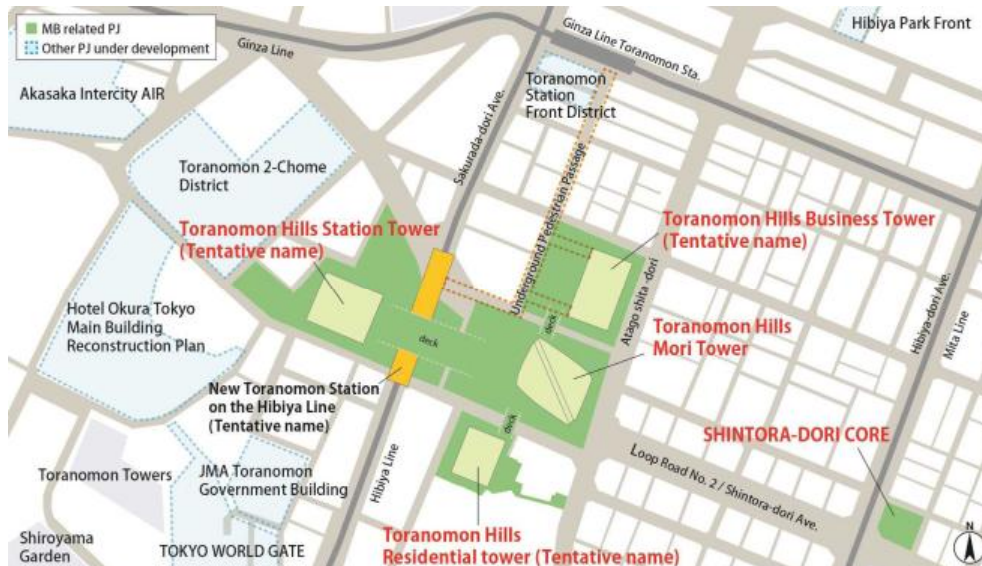 MB related PJ
Other PJ under development
Ginza Line
Ginza Line Toranomon Sta.
Hibiya Park Front
Akasaka Intercity AIR
Toranomon
Station
Front District
Sakurada-dori Ave.
Toranomon 2-Chome
District
Underground Pedestrian Passage
Toranomon Hills Station Tower
(Tentative name)
Toranomon Hills Business Tower
(Tentative name)
Atago shita -dori
Hibiya-dori Ave.
Mita Line
Hotel Okura Tokyo
Main Building
Reconstruction Plan
deck
deck
Toranomon Hills
Mori Tower
New Toranomon Station
on the Hibiya Line
(Tentative name)
deck
SHINTORA-DORI CORE
Loop Road No. 2 / Shintora-dori Ave.
Toranomon Towers
JMA Toranomon
Government Building
Hibiya Line
Shiroyama
Garden
TOKYO WORLD GATE
Toranomon Hills
Residential tower (Tentative name)
N